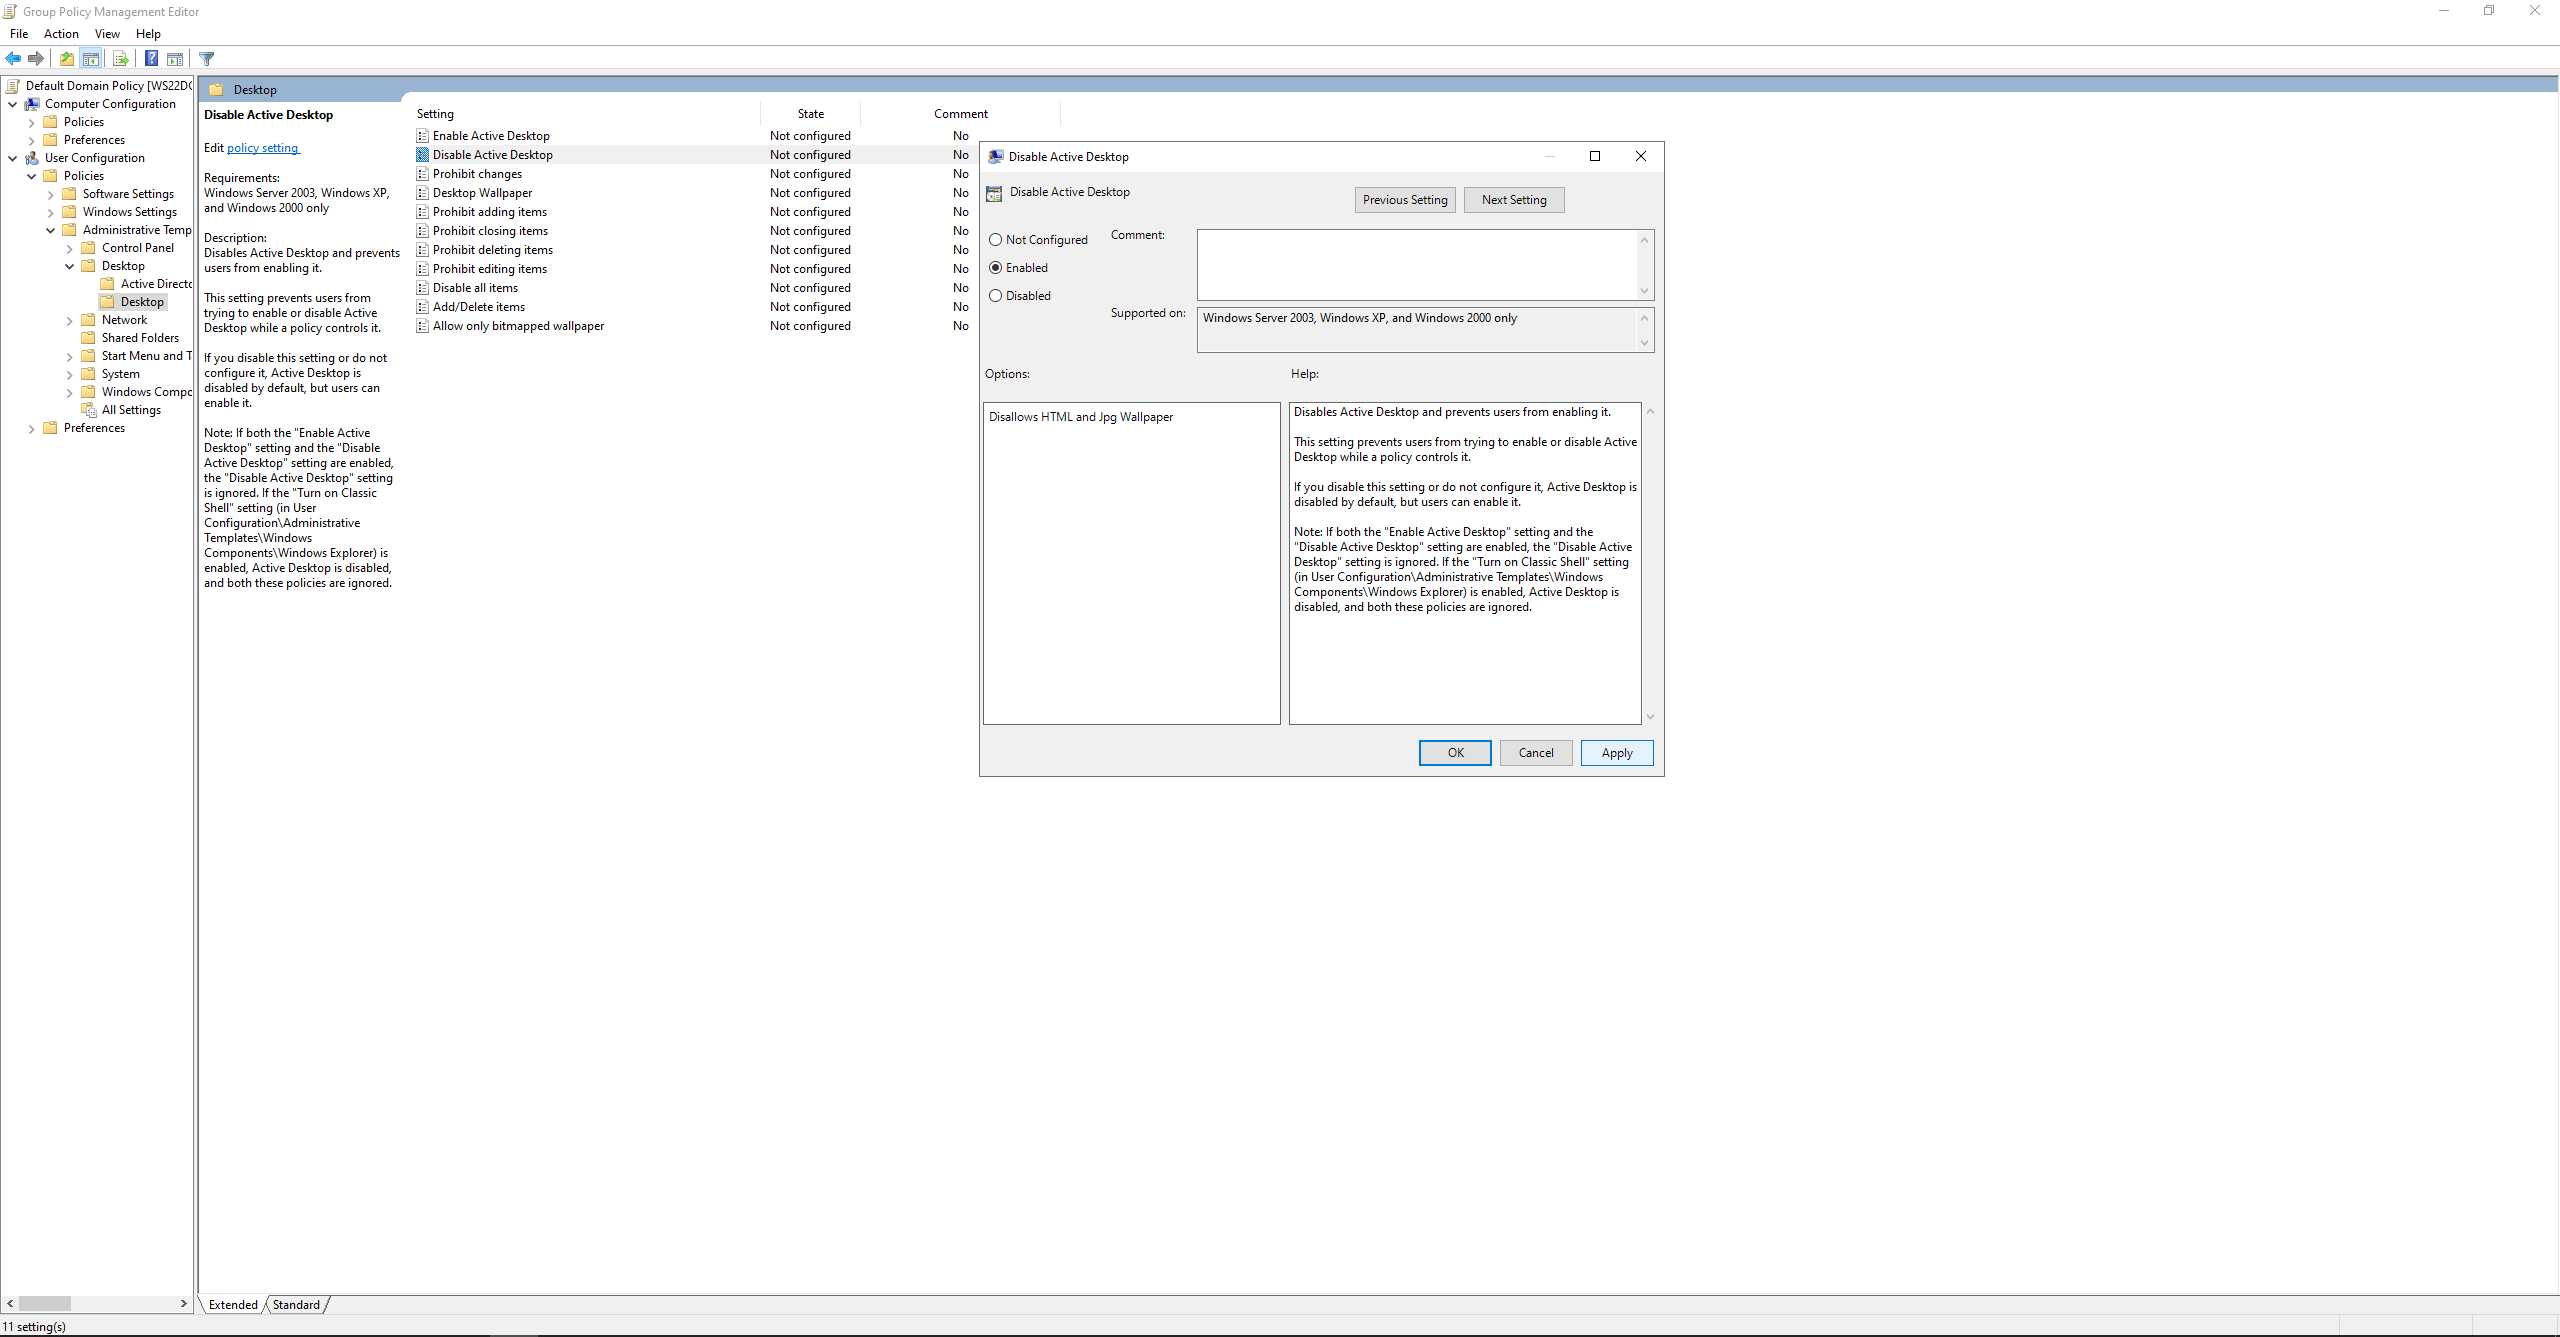 Group Policy Management Editor
File Action View Help
Default Domain Policy [WS22D
Computer Configuration
Policies
Preferences
User Configuration
Policies
Software Settings
Windows Settings
Administrative Temp
Control Panel
Desktop
Active Direct
Desktop
Network
Shared Folders
Start Menu and T
System
Windows Compo
All Settings
Preferences
Desktop
Disable Active Desktop
Edit policy setting
Requirements:
Windows Server 2003, Windows XP,
and Windows 2000 only
Description:
Disables Active Desktop and prevents
users from enabling it.
This setting prevents users from
trying to enable or disable Active
Desktop while a policy controls it.
If you disable this setting or do not
configure it, Active Desktop is
disabled by default, but users can
enable it.
Note: If both the "Enable Active
Desktop" setting and the "Disable
Active Desktop" setting are enabled,
the "Disable Active Desktop" setting
is ignored. If the "Turn on Classic
Shell" setting (in User
Configuration\Administrative
Templates\Windows
Components\Windows Explorer) is
enabled, Active Desktop is disabled,
and both these policies are ignored.
Setting State Comment
Enable Active Desktop Not configured No
Disable Active Desktop Not configured No
Prohibit changes Not configured No
Desktop Wallpaper Not configured No
Prohibit adding items Not configured No
Prohibit closing items Not configured No
Prohibit deleting items Not configured No
Prohibit editing items Not configured No
Disable all items Not configured No
Add/Delete items Not configured No
Allow only bitmapped wallpaper Not configured No
Disable Active Desktop
Disable Active Desktop
Previous Setting Next Setting
Not Configured
Enabled
Disabled
Comment:
Supported on:
Windows Server 2003, Windows XP, and Windows 2000 only
Options:
Help:
Disallows HTML and Jpg Wallpaper
Disables Active Desktop and prevents users from enabling it.
This setting prevents users from trying to enable or disable Active
Desktop while a policy controls it.
If you disable this setting or do not configure it, Active Desktop is
disabled by default, but users can enable it.
Note: If both the "Enable Active Desktop" setting and the
"Disable Active Desktop" setting are enabled, the "Disable Active
Desktop" setting is ignored. If the "Turn on Classic Shell" setting
(in User Configuration\Administrative Templates\Windows
Components\Windows Explorer) is enabled, Active Desktop is
disabled, and both these policies are ignored.
OK Cancel Apply
Extended Standard
11 setting(s)